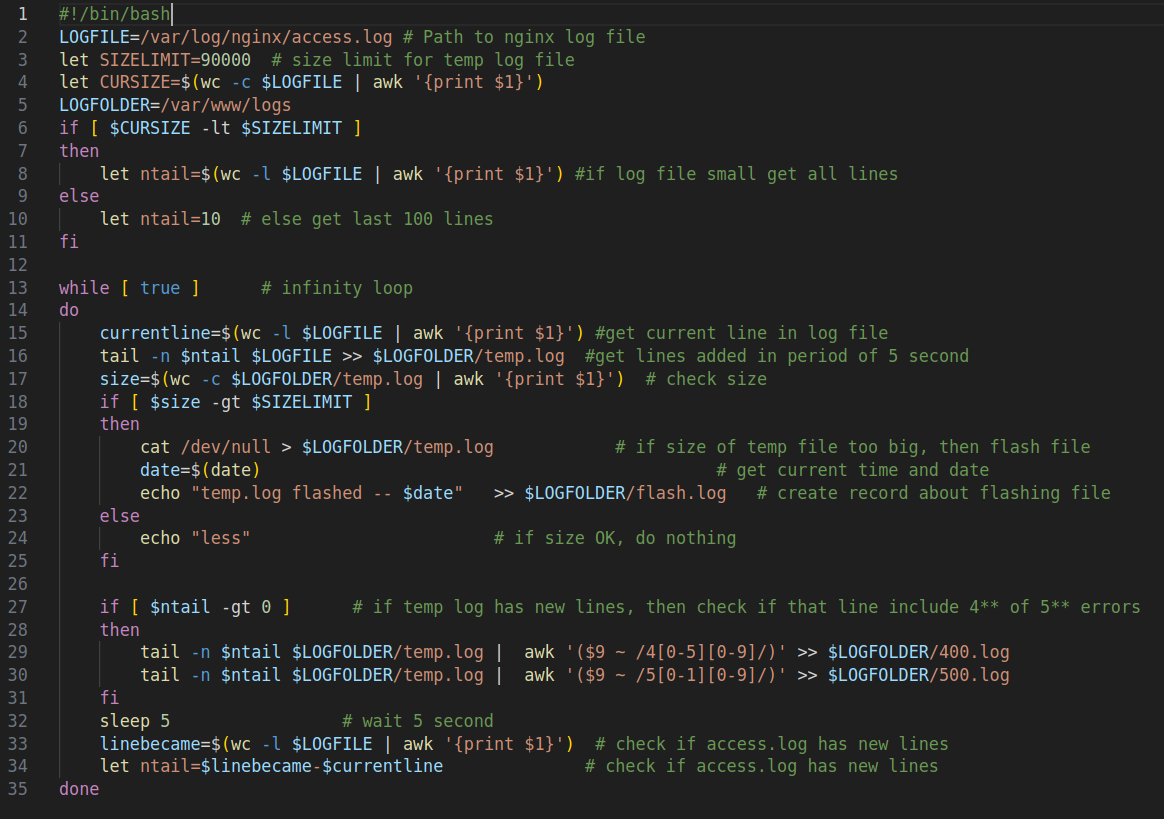 1 #!/bin/bash
2 LOGFILE=/var/log/nginx/access.log # Path to nginx log file
3 let SIZELIMIT=90000  # size limit for temp log file
4 let CURSIZE=$(wc -c $LOGFILE | awk '{print $1}')
5 LOGFOLDER=/var/www/logs
6 if [ $CURSIZE -lt $SIZELIMIT ]
7 then
8     let ntail=$(wc -l $LOGFILE | awk '{print $1}') #if log file small get all lines
9 else
10     let ntail=10  # else get last 100 lines
11 fi
12
13 while [ true ]      # infinity loop
14 do
15     currentline=$(wc -l $LOGFILE | awk '{print $1}') #get current line in log file
16     tail -n $ntail $LOGFILE >> $LOGFOLDER/temp.log  #get lines added in period of 5 second
17     size=$(wc -c $LOGFOLDER/temp.log | awk '{print $1}')  # check size
18     if [ $size -gt $SIZELIMIT ]
19     then
20         cat /dev/null > $LOGFOLDER/temp.log            # if size of temp file too big, then flash file
21         date=$(date)                                             # get current time and date
22         echo "temp.log flashed -- $date"   >> $LOGFOLDER/flash.log   # create record about flashing file
23     else
24         echo "less"                        # if size OK, do nothing
25     fi
26
27     if [ $ntail -gt 0 ]      # if temp log has new lines, then check if that line include 4** of 5** errors
28     then
29         tail -n $ntail $LOGFOLDER/temp.log |  awk '($9 ~ /4[0-5][0-9]/)' >> $LOGFOLDER/400.log
30         tail -n $ntail $LOGFOLDER/temp.log |  awk '($9 ~ /5[0-1][0-9]/)' >> $LOGFOLDER/500.log
31     fi
32     sleep 5                 # wait 5 second
33     linebecame=$(wc -l $LOGFILE | awk '{print $1}')  # check if access.log has new lines
34     let ntail=$linebecame-$currentline              # check if access.log has new lines
35 done